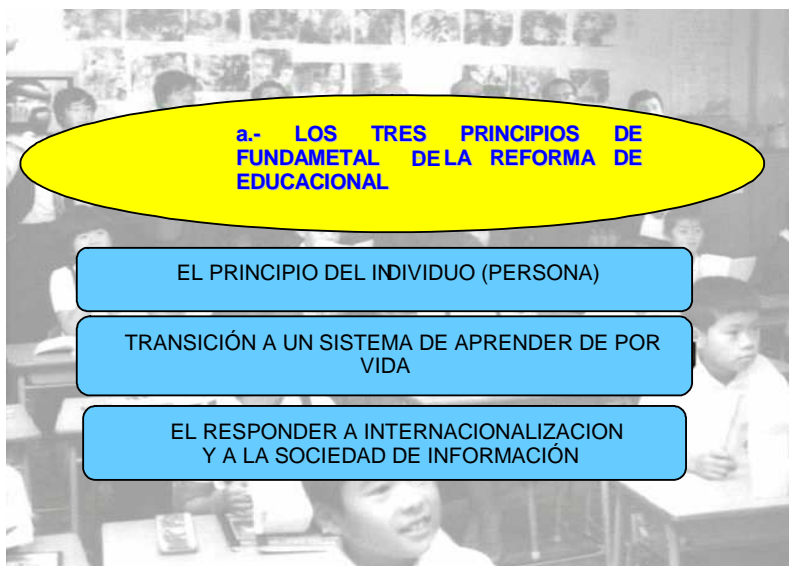 a.- LOS TRES PRINCIPIOS DE
FUNDAMETAL DE LA REFORMA DE
EDUCACIONAL
EL PRINCIPIO DEL INDIVIDUO (PERSONA)
TRANSICIÓN A UN SISTEMA DE APRENDER DE POR
VIDA
EL RESPONDER A INTERNACIONALIZACION
Y A LA SOCIEDAD DE INFORMACIÓN